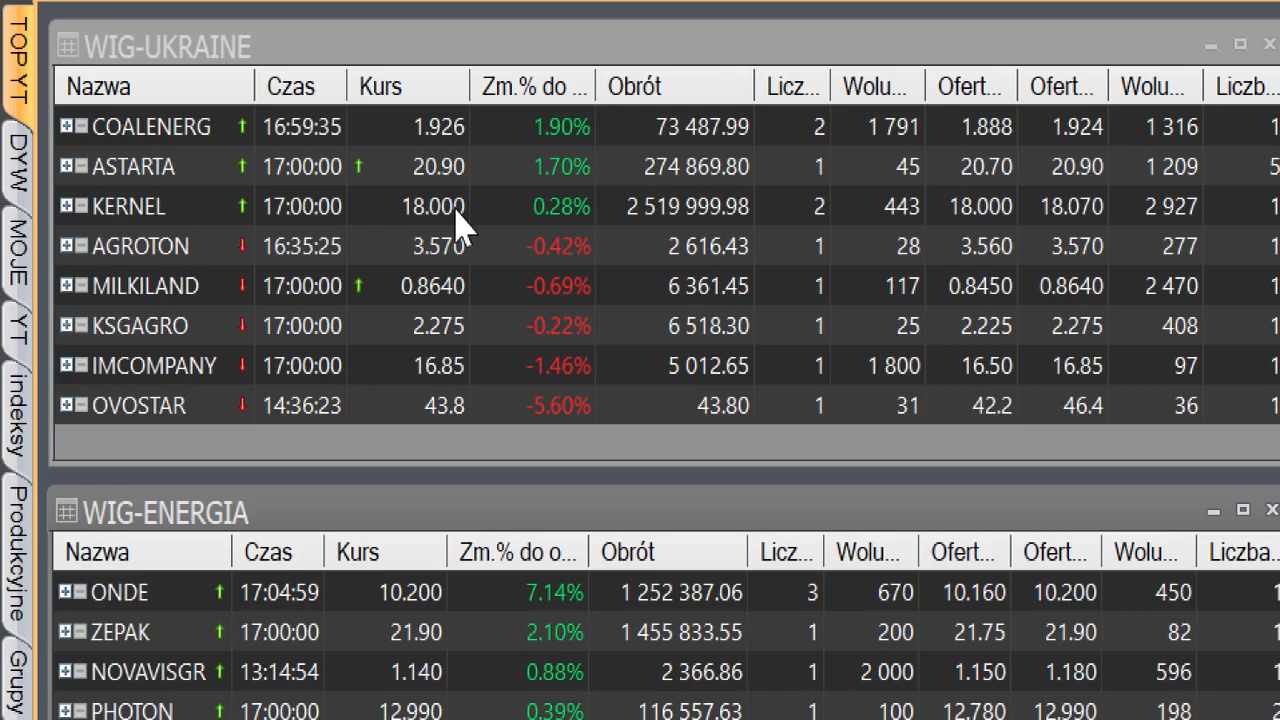 TOP YT
DYW
MOJE
YT
indeksy
Produkcyjne
Grupy
WIG-UKRAINE
Nazwa Czas Kurs Zm.% do ... Obrót Licz... Wolu... Ofert... Ofert... Wolu... Liczb...
COALENERG 16:59:35 1.926 1.90% 73 487.99 2 1 791 1.888 1.924 1 316 1
ASTARTA 17:00:00 20.90 1.70% 274 869.80 1 45 20.70 20.90 1 209 5
KERNEL 17:00:00 18.000 0.28% 2 519 999.98 2 443 18.000 18.070 2 927 1
AGROTON 16:35:25 3.570 -0.42% 2 616.43 1 28 3.560 3.570 277 1
MILKILAND 17:00:00 0.8640 -0.69% 6 361.45 1 117 0.8450 0.8640 2 470 1
KSGAGRO 17:00:00 2.275 -0.22% 6 518.30 1 25 2.225 2.275 408 1
IMCOMPANY 17:00:00 16.85 -1.46% 5 012.65 1 1 800 16.50 16.85 97 1
OVOSTAR 14:36:23 43.8 -5.60% 43.80 1 31 42.2 46.4 36 1
WIG-ENERGIA
Nazwa Czas Kurs Zm.% do o... Obrót Licz... Wolu... Ofert... Ofert... Wolu... Liczba...
ONDE 17:04:59 10.200 7.14% 1 252 387.06 3 670 10.160 10.200 450 1
ZEPAK 17:00:00 21.90 2.10% 1 455 833.55 1 200 21.75 21.90 82 1
NOVAVISGR 13:14:54 1.140 0.88% 2 366.86 1 2 000 1.150 1.180 596 1
PHOTON 17:00:00 12.990 0.39% 116 557.63 1 100 12.780 12.990 198